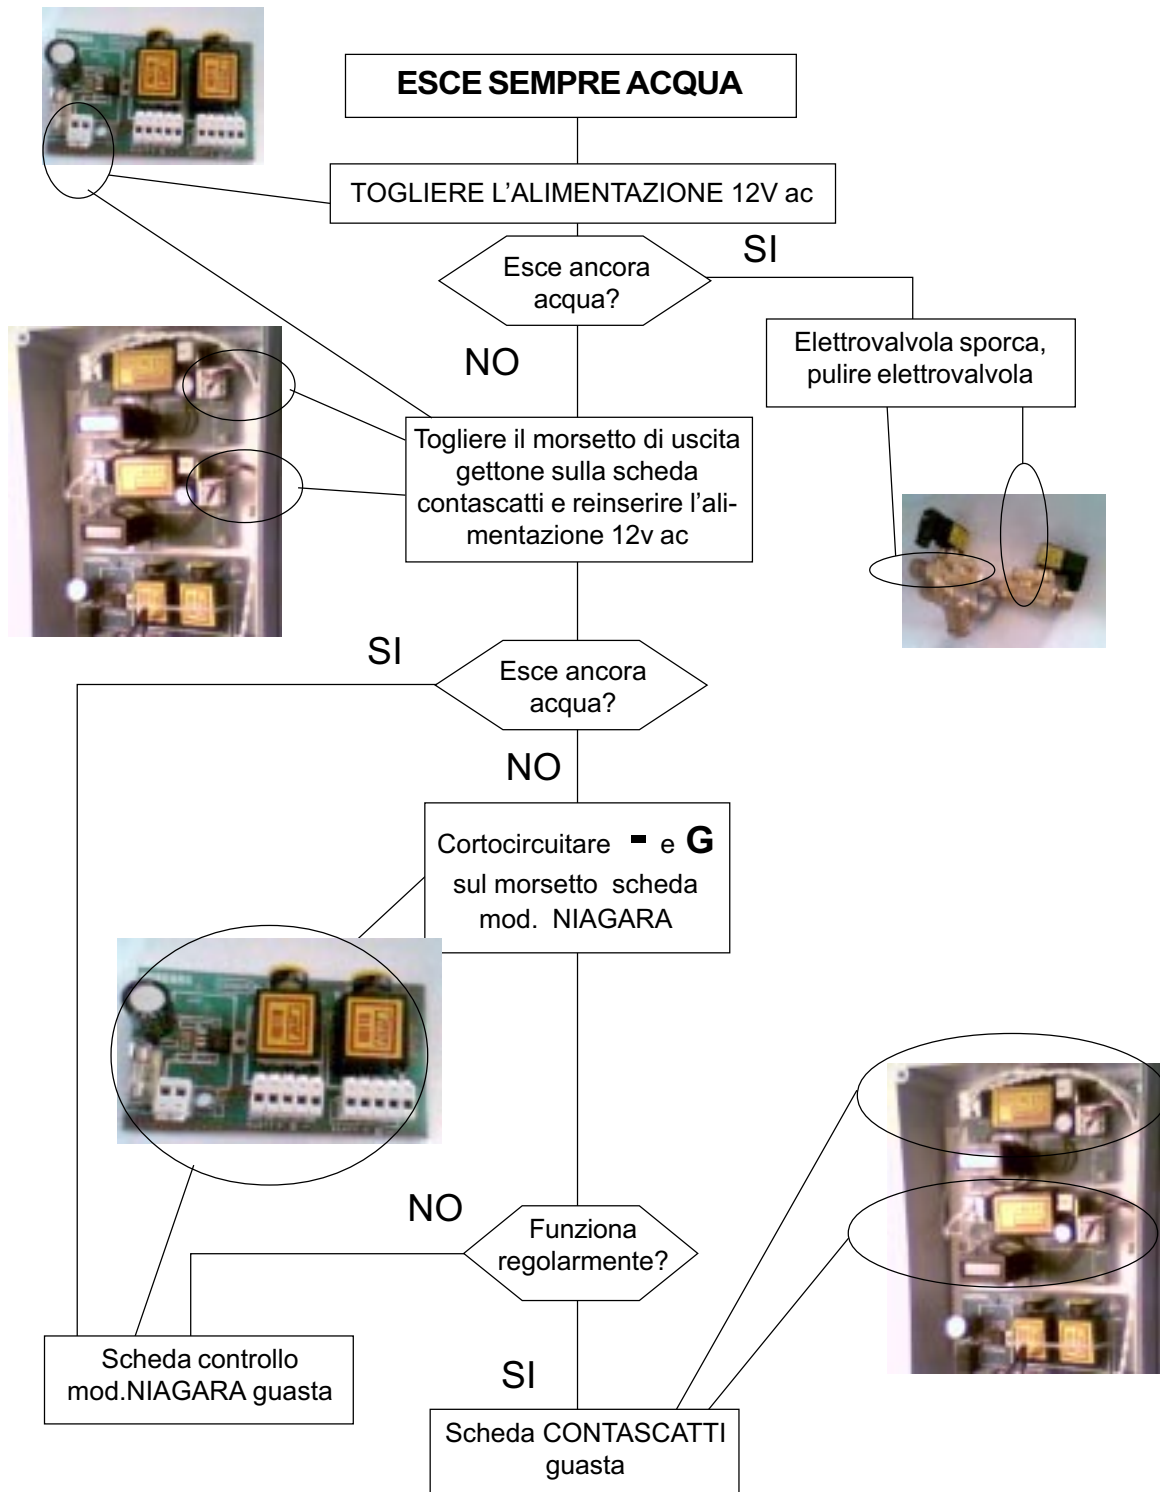 ESCE SEMPRE ACQUA
TOGLIERE L'ALIMENTAZIONE 12V ac
Esce ancora
acqua?
SI
NO
Elettrovalvola sporca,
pulire elettrovalvola
Togliere il morsetto di uscita
gettone sulla scheda
contascatti e reinserire l'ali-
mentazione 12v ac
Esce ancora
acqua?
SI
NO
Cortocircuitare - e G
sul morsetto scheda
mod. NIAGARA
Funziona
regolarmente?
NO
SI
Scheda controllo
mod.NIAGARA guasta
Scheda CONTASCATTI
guasta